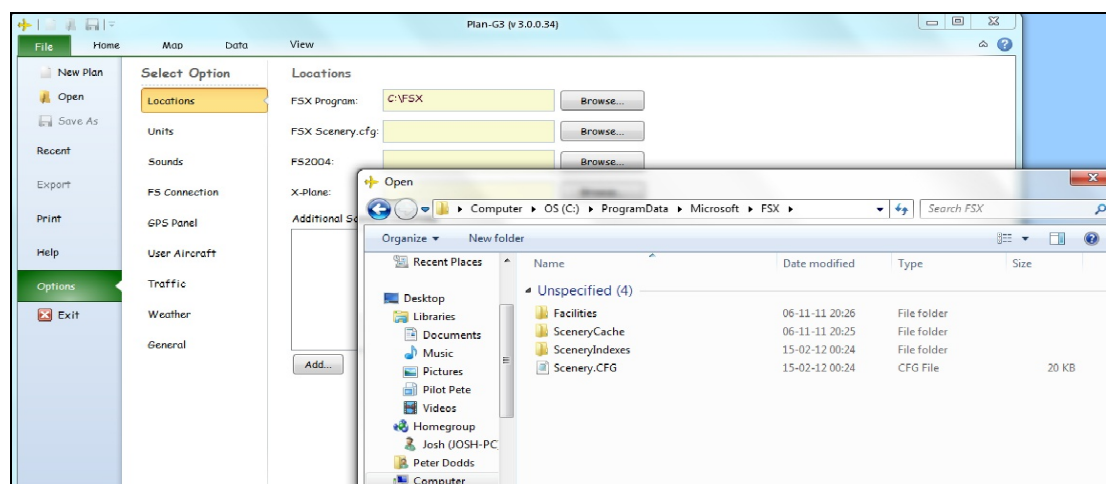 Plan-G3 (v 3.0.0.34)
File Home Map Data View
New Plan
Open
Save As
Recent
Export
Print
Help
Options
Exit
Select Option
Locations
Units
Sounds
FS Connection
GPS Panel
User Aircraft
Traffic
Weather
General
Locations
FSX Program: C:\FSX Browse...
FSX Scenery.cfg: Browse...
FS2004: Browse...
X-Plane:
Additional
Add...
Open
Computer OS (C:) ProgramData Microsoft FSX Search FSX
Organize New folder
Recent Places
Desktop
Libraries
Documents
Music
Pictures
Pilot Pete
Videos
Homegroup
Josh (JOSH-PC
Peter Dodds
Computer
Name Date modified Type Size
Unspecified (4)
Facilities 06-11-11 20:26 File folder
SceneryCache 06-11-11 20:25 File folder
SceneryIndexes 15-02-12 00:24 File folder
Scenery.CFG 15-02-12 00:24 CFG File 20 KB